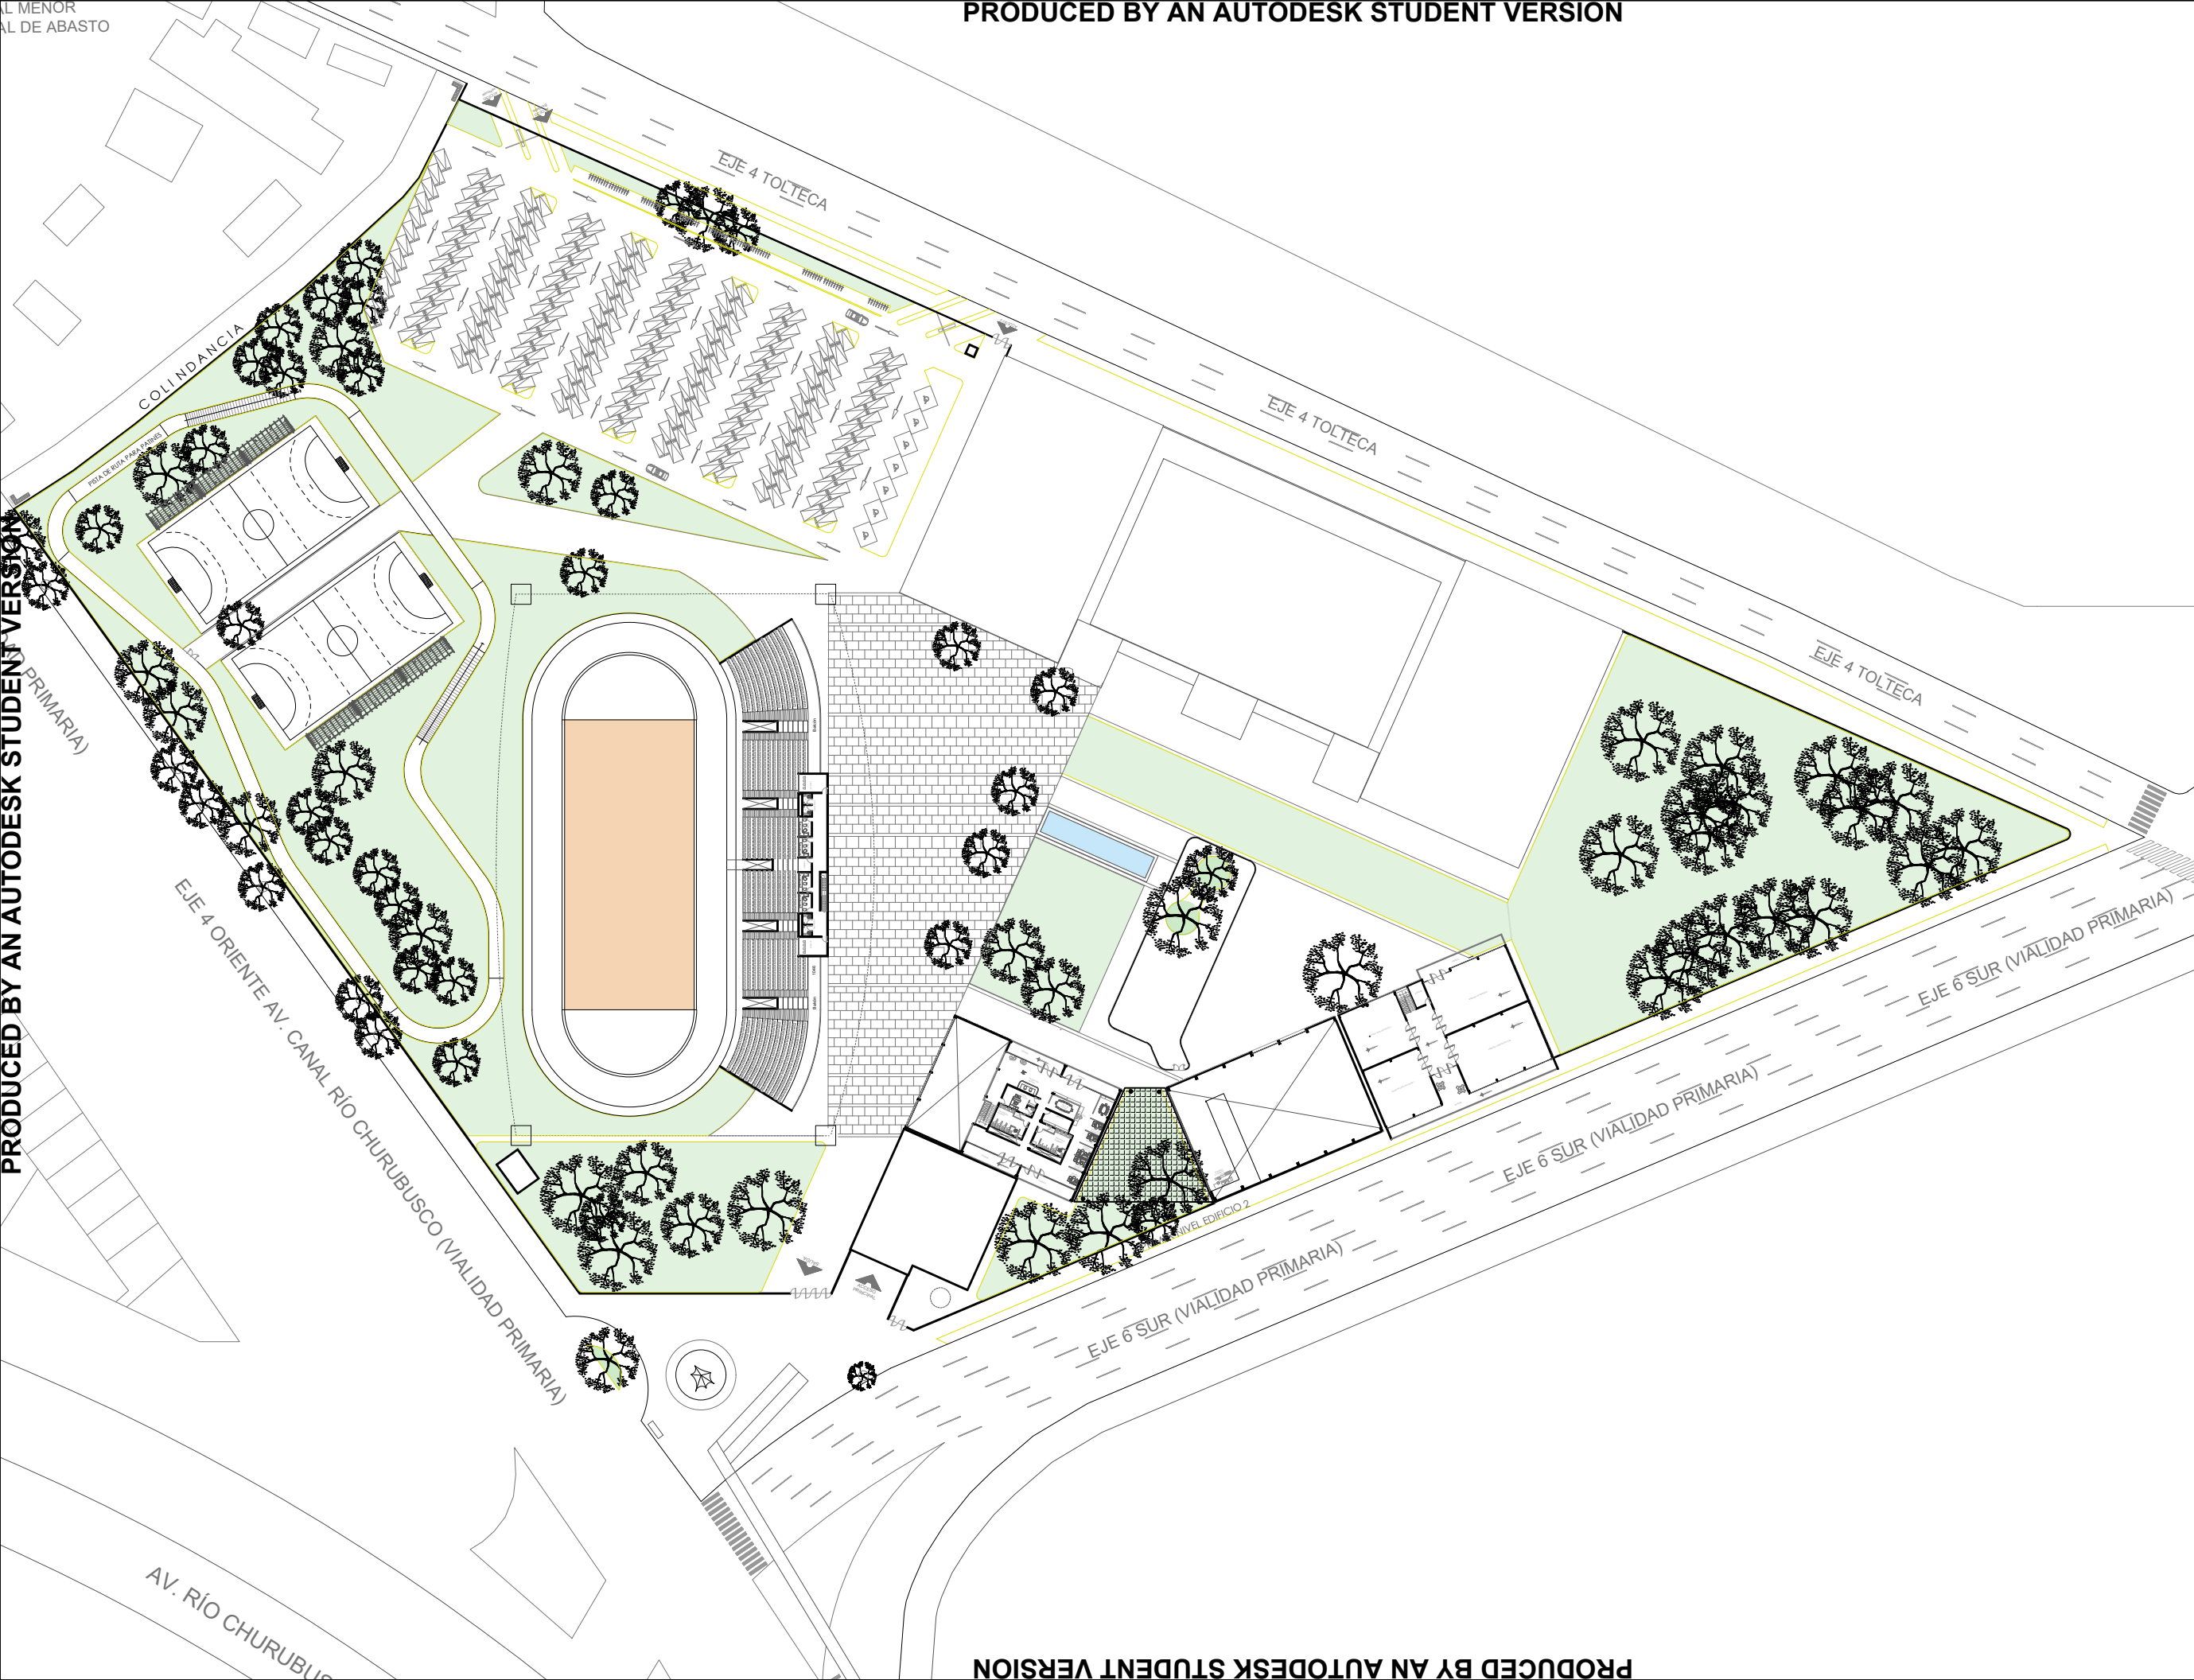 AL MENOR
AL DE ABASTO
PRODUCED BY AN AUTODESK STUDENT VERSION
EJE 4 TOLTECA
COLINDANCIA
EJE 4 TOLTECA
PISTA DE RUTA PARA PATINES
PRODUCED BY AN AUTODESK STUDENT VERSION
PRIMARIA)
EJE 4 TOLTECA
EJE 6 SUR (VIALIDAD PRIMARIA)
EJE 4 ORIENTE AV. CANAL RÍO CHURUBUSCO (VIALIDAD PRIMARIA)
EJE 6 SUR (VIALIDAD PRIMARIA)
NIVEL EDIFICIO 2
EJE 6 SUR (VIALIDAD PRIMARIA)
AV. RÍO CHURUBUS
PRODUCED BY AN AUTODESK STUDENT VERSION